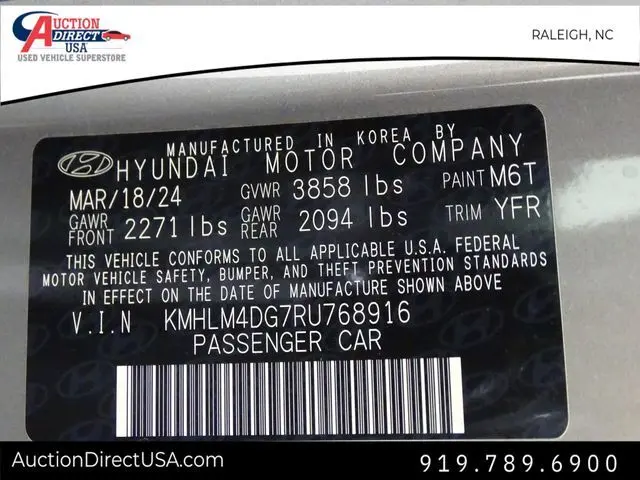 AUCTION
DIRECT
USA
USED VEHICLE SUPERSTORE
RALEIGH, NC
MANUFACTURED IN KOREA BY
HYUNDAI MOTOR COMPANY
MAR/18/24 GVWR 3858 lbs PAINT M6T
GAWR FRONT 2271 lbs GAWR REAR 2094 lbs TRIM YFR
THIS VEHICLE CONFORMS TO ALL APPLICABLE U.S.A. FEDERAL
MOTOR VEHICLE SAFETY, BUMPER, AND THEFT PREVENTION STANDARDS
IN EFFECT ON THE DATE OF MANUFACTURE SHOWN ABOVE
V.I.N KMHLM4DG7RU768916
PASSENGER CAR
AuctionDirectUSA.com
919.789.6900